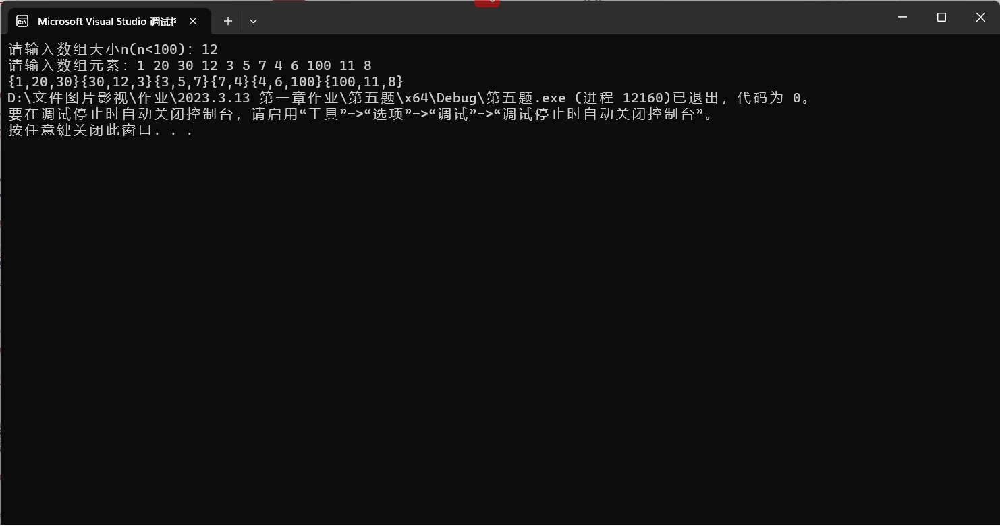 Microsoft Visual Studio 调试
请输入数组大小n(n<100): 12
请输入数组元素: 1 20 30 12 3 5 7 4 6 100 11 8
{1,20,30}{30,12,3}{3,5,7}{7,4}{4,6,100}{100,11,8}
D:\文件图片影视\作业\2023.3.13 第一章作业\第五题\x64\Debug\第五题.exe (进程 12160)已退出，代码为 0。
要在调试停止时自动关闭控制台，请启用“工具”->“选项”->“调试”->“调试停止时自动关闭控制台”。
按任意键关闭此窗口. . .